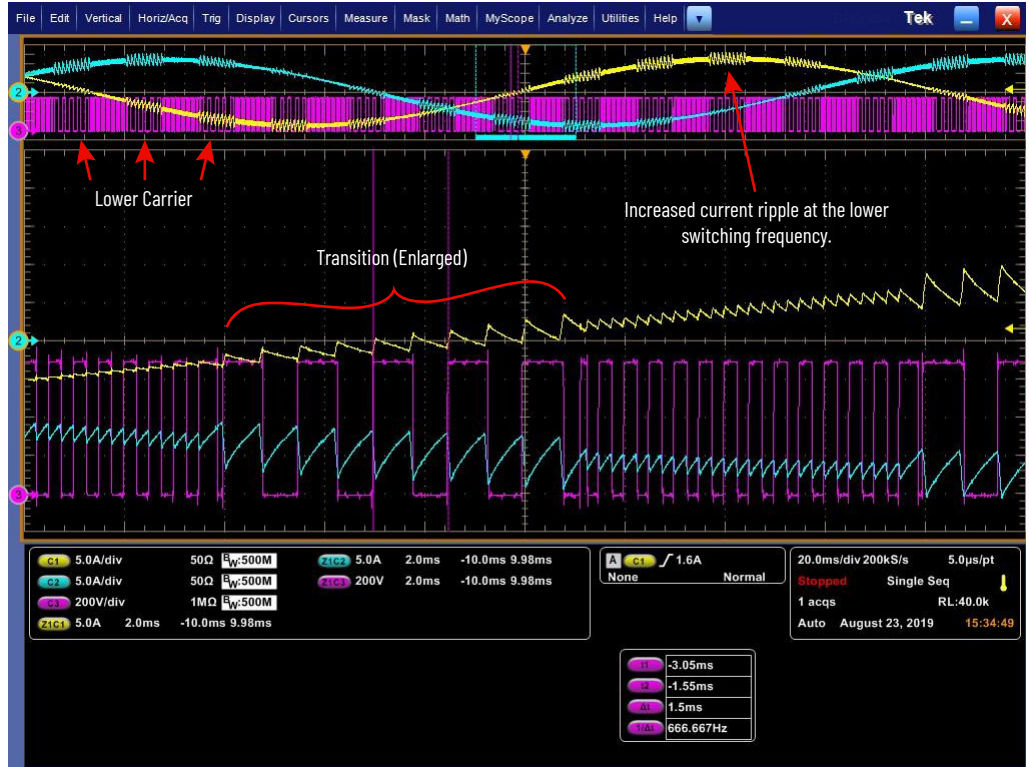 File Edit Vertical Horiz/Acq Trig Display Cursors Measure Mask Math MyScope Analyze Utilities Help Tek X
2
3
Lower Carrier
Increased current ripple at the lower
switching frequency.
Transition (Enlarged)
2
3
C1 5.0A/div 50Ω BW:500M
C2 5.0A/div 50Ω BW:500M
C3 200V/div 1MΩ BW:500M
Z1C1 5.0A 2.0ms -10.0ms 9.98ms
Z1C2 5.0A 2.0ms -10.0ms 9.98ms
Z1C3 200V 2.0ms -10.0ms 9.98ms
A C1 1.6A
None Normal
20.0ms/div 200kS/s 5.0µs/pt
Stopped Single Seq
1 acqs RL:40.0k
Auto August 23, 2019 15:34:49
t1 -3.05ms
t2 -1.55ms
Δt 1.5ms
1/Δt 666.667Hz